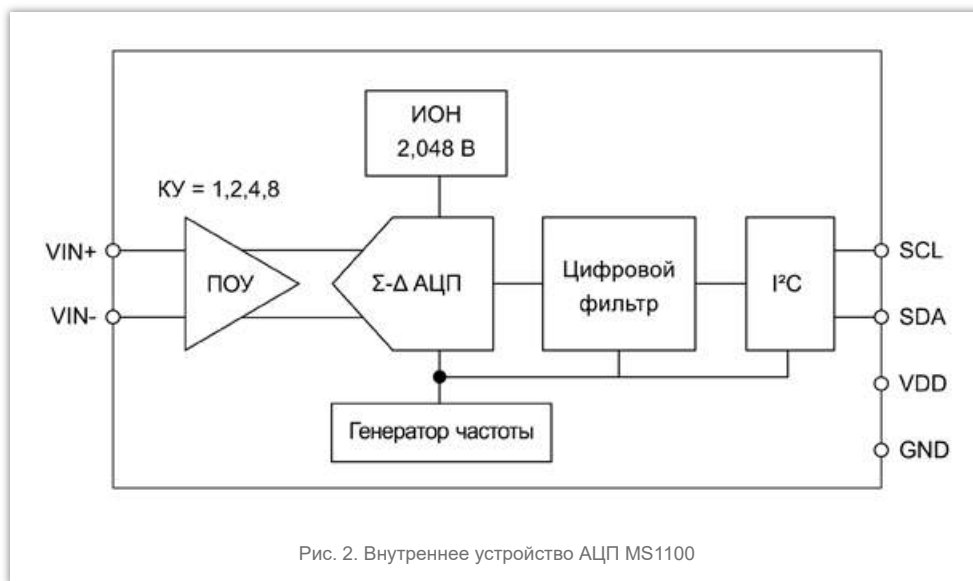 ИОН
2,048 В
КУ = 1,2,4,8
VIN+
VIN-
ПОУ
Σ-Δ АЦП
Цифровой
фильтр
I²C
SCL
SDA
VDD
GND
Генератор частоты
Рис. 2. Внутреннее устройство АЦП MS1100